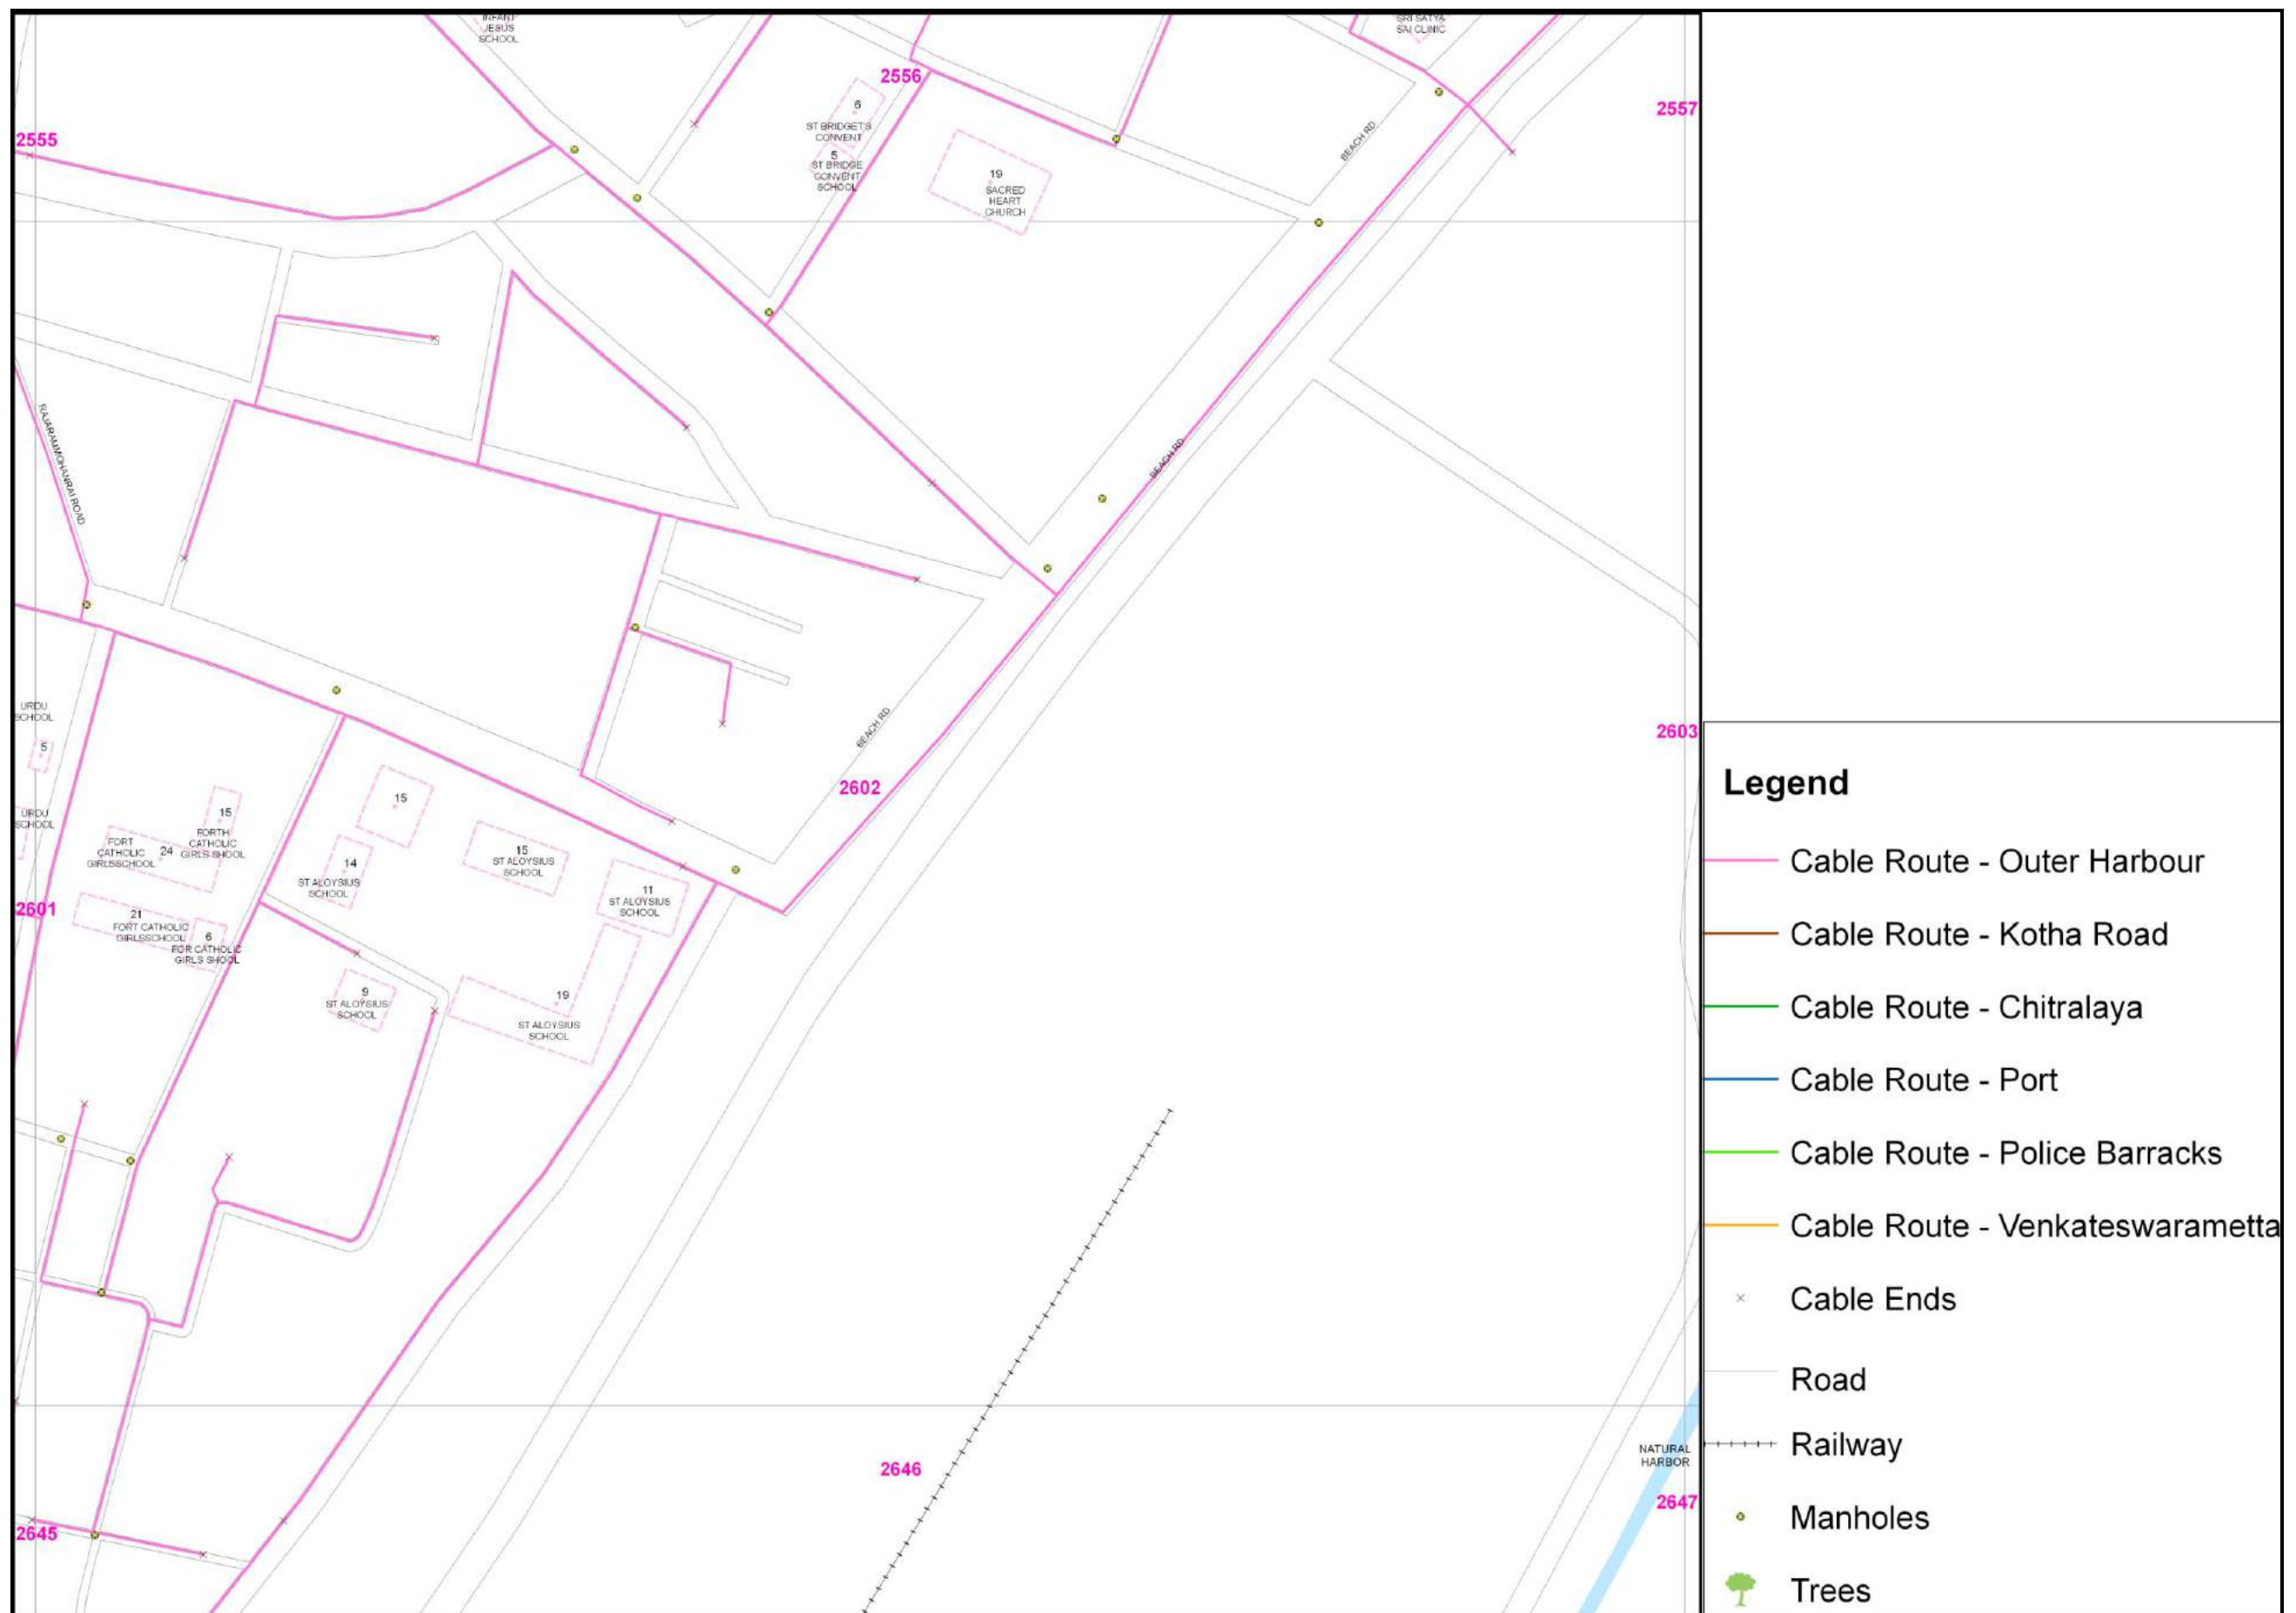 INFANT
JESUS
SCHOOL
SRI SATYA
SAI CLINIC
2556
2557
2555
6
ST BRIDGET'S
CONVENT
5
ST BRIDGE
CONVENT
SCHOOL
19
SACRED
HEART
CHURCH
BEACH RD
BEACH RD
RAJARAMMOHANRAI ROAD
URDU
SCHOOL
5
BEACH RD
2603
2602
URDU
SCHOOL
15
FORTH
CATHOLIC
GIRLS SHOOL
FORT
CATHOLIC
GIRLSSCHOOL
24
15
14
ST ALOYSIUS
SCHOOL
15
ST ALOYSIUS
SCHOOL
11
ST ALOYSIUS
SCHOOL
2601
21
FORT CATHOLIC
GIRLSSCHOOL
6
FOR CATHOLIC
GIRLS SHOOL
9
ST ALOYSIUS
SCHOOL
19
ST ALOYSIUS
SCHOOL
2646
NATURAL
HARBOR
2647
2645
Legend
Cable Route - Outer Harbour
Cable Route - Kotha Road
Cable Route - Chitralaya
Cable Route - Port
Cable Route - Police Barracks
Cable Route - Venkateswarametta
Cable Ends
Road
Railway
Manholes
Trees